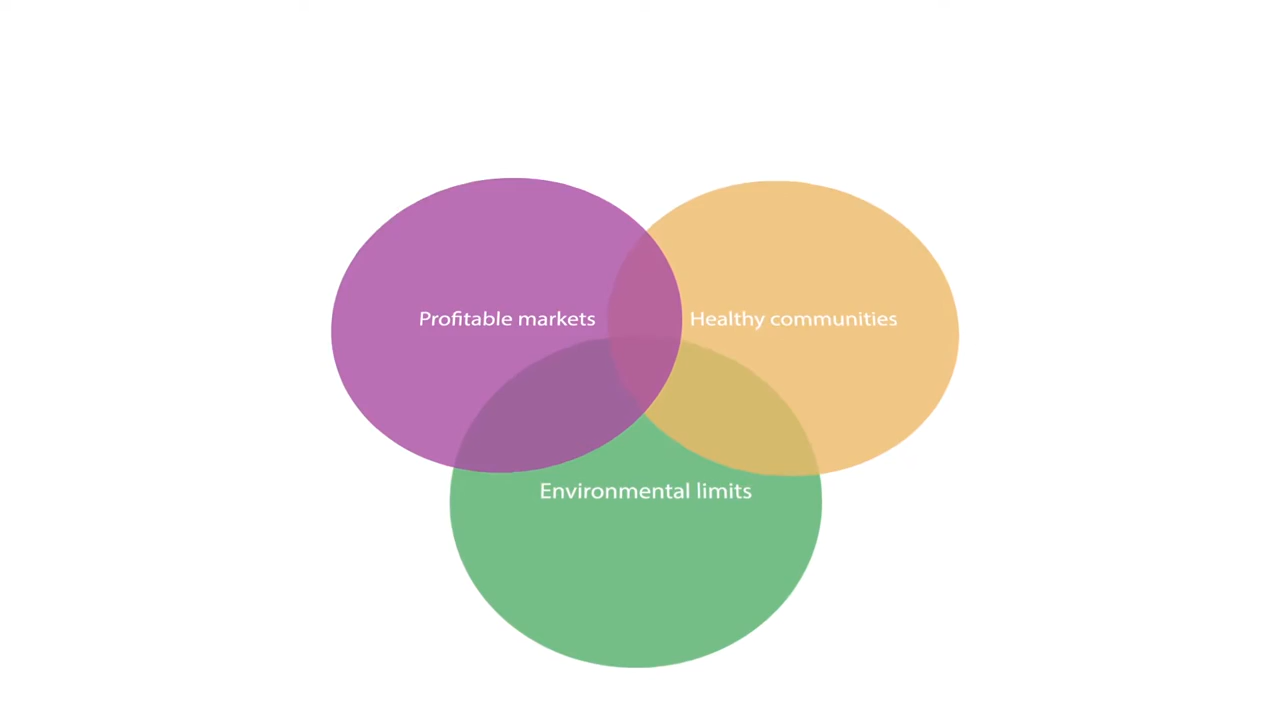 Profitable markets
Healthy communities
Environmental limits